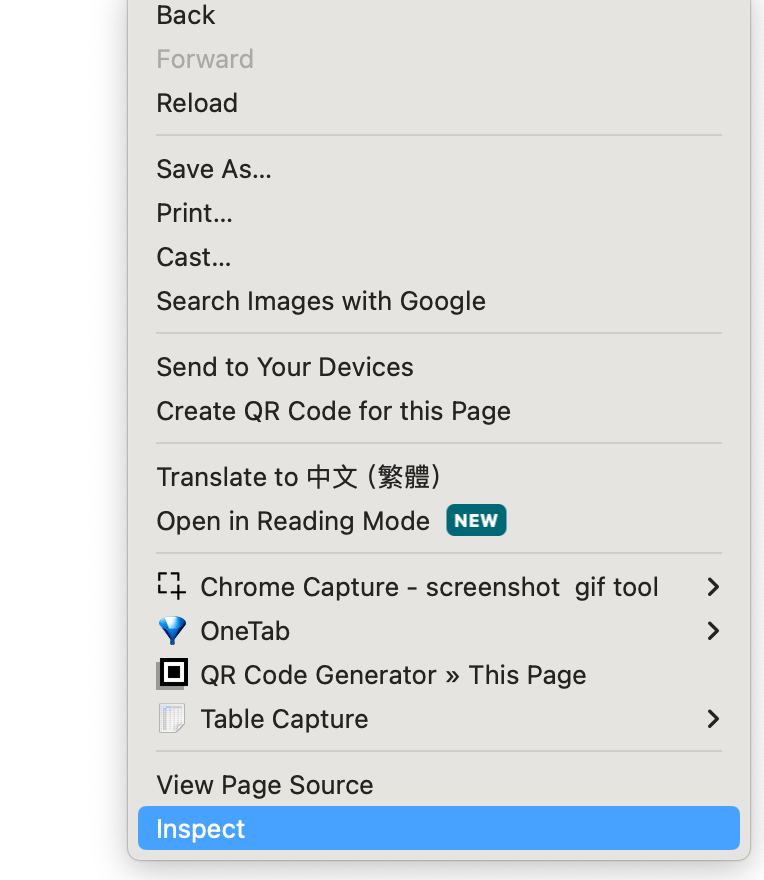 Back
Forward
Reload
Save As...
Print...
Cast...
Search Images with Google
Send to Your Devices
Create QR Code for this Page
Translate to 中文 (繁體)
Open in Reading Mode NEW
Chrome Capture - screenshot  gif tool
OneTab
QR Code Generator » This Page
Table Capture
View Page Source
Inspect